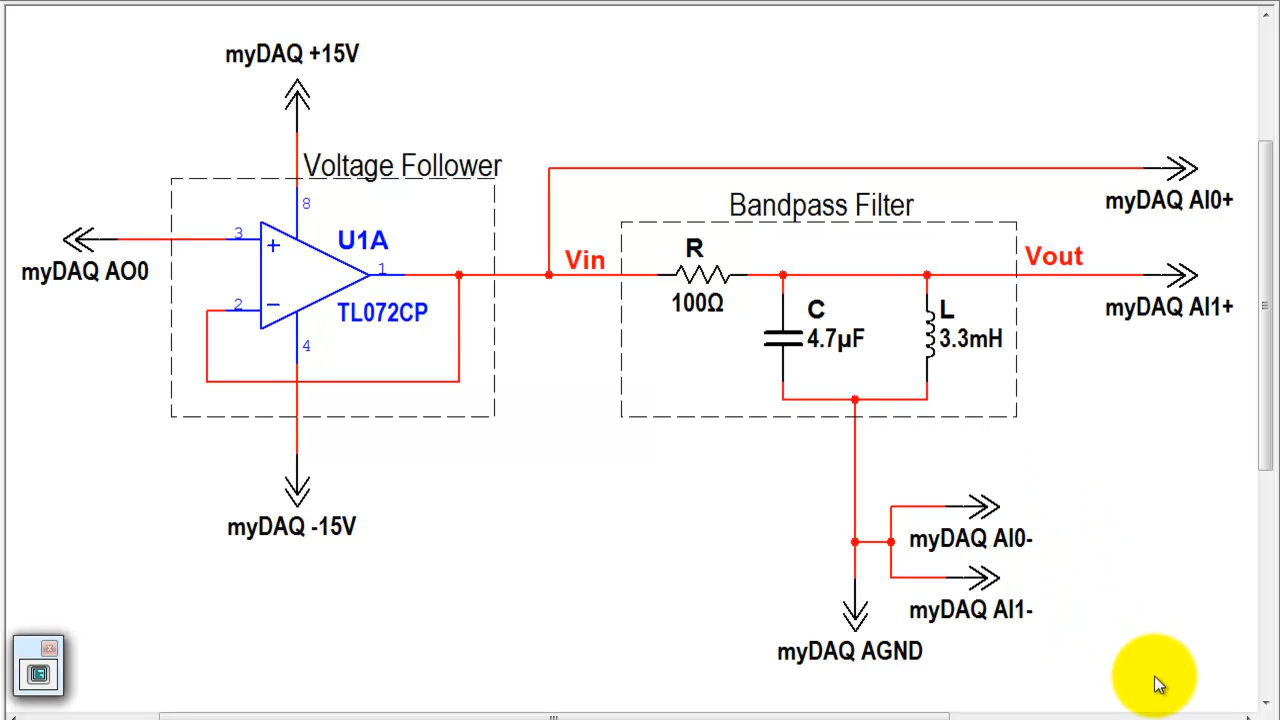 myDAQ +15V
Voltage Follower
8
3
+
U1A
1
myDAQ AO0
2
−
TL072CP
4
myDAQ -15V
Vin
Bandpass Filter
R
100Ω
C
4.7µF
L
3.3mH
myDAQ AI0+
Vout
myDAQ AI1+
myDAQ AI0-
myDAQ AI1-
myDAQ AGND